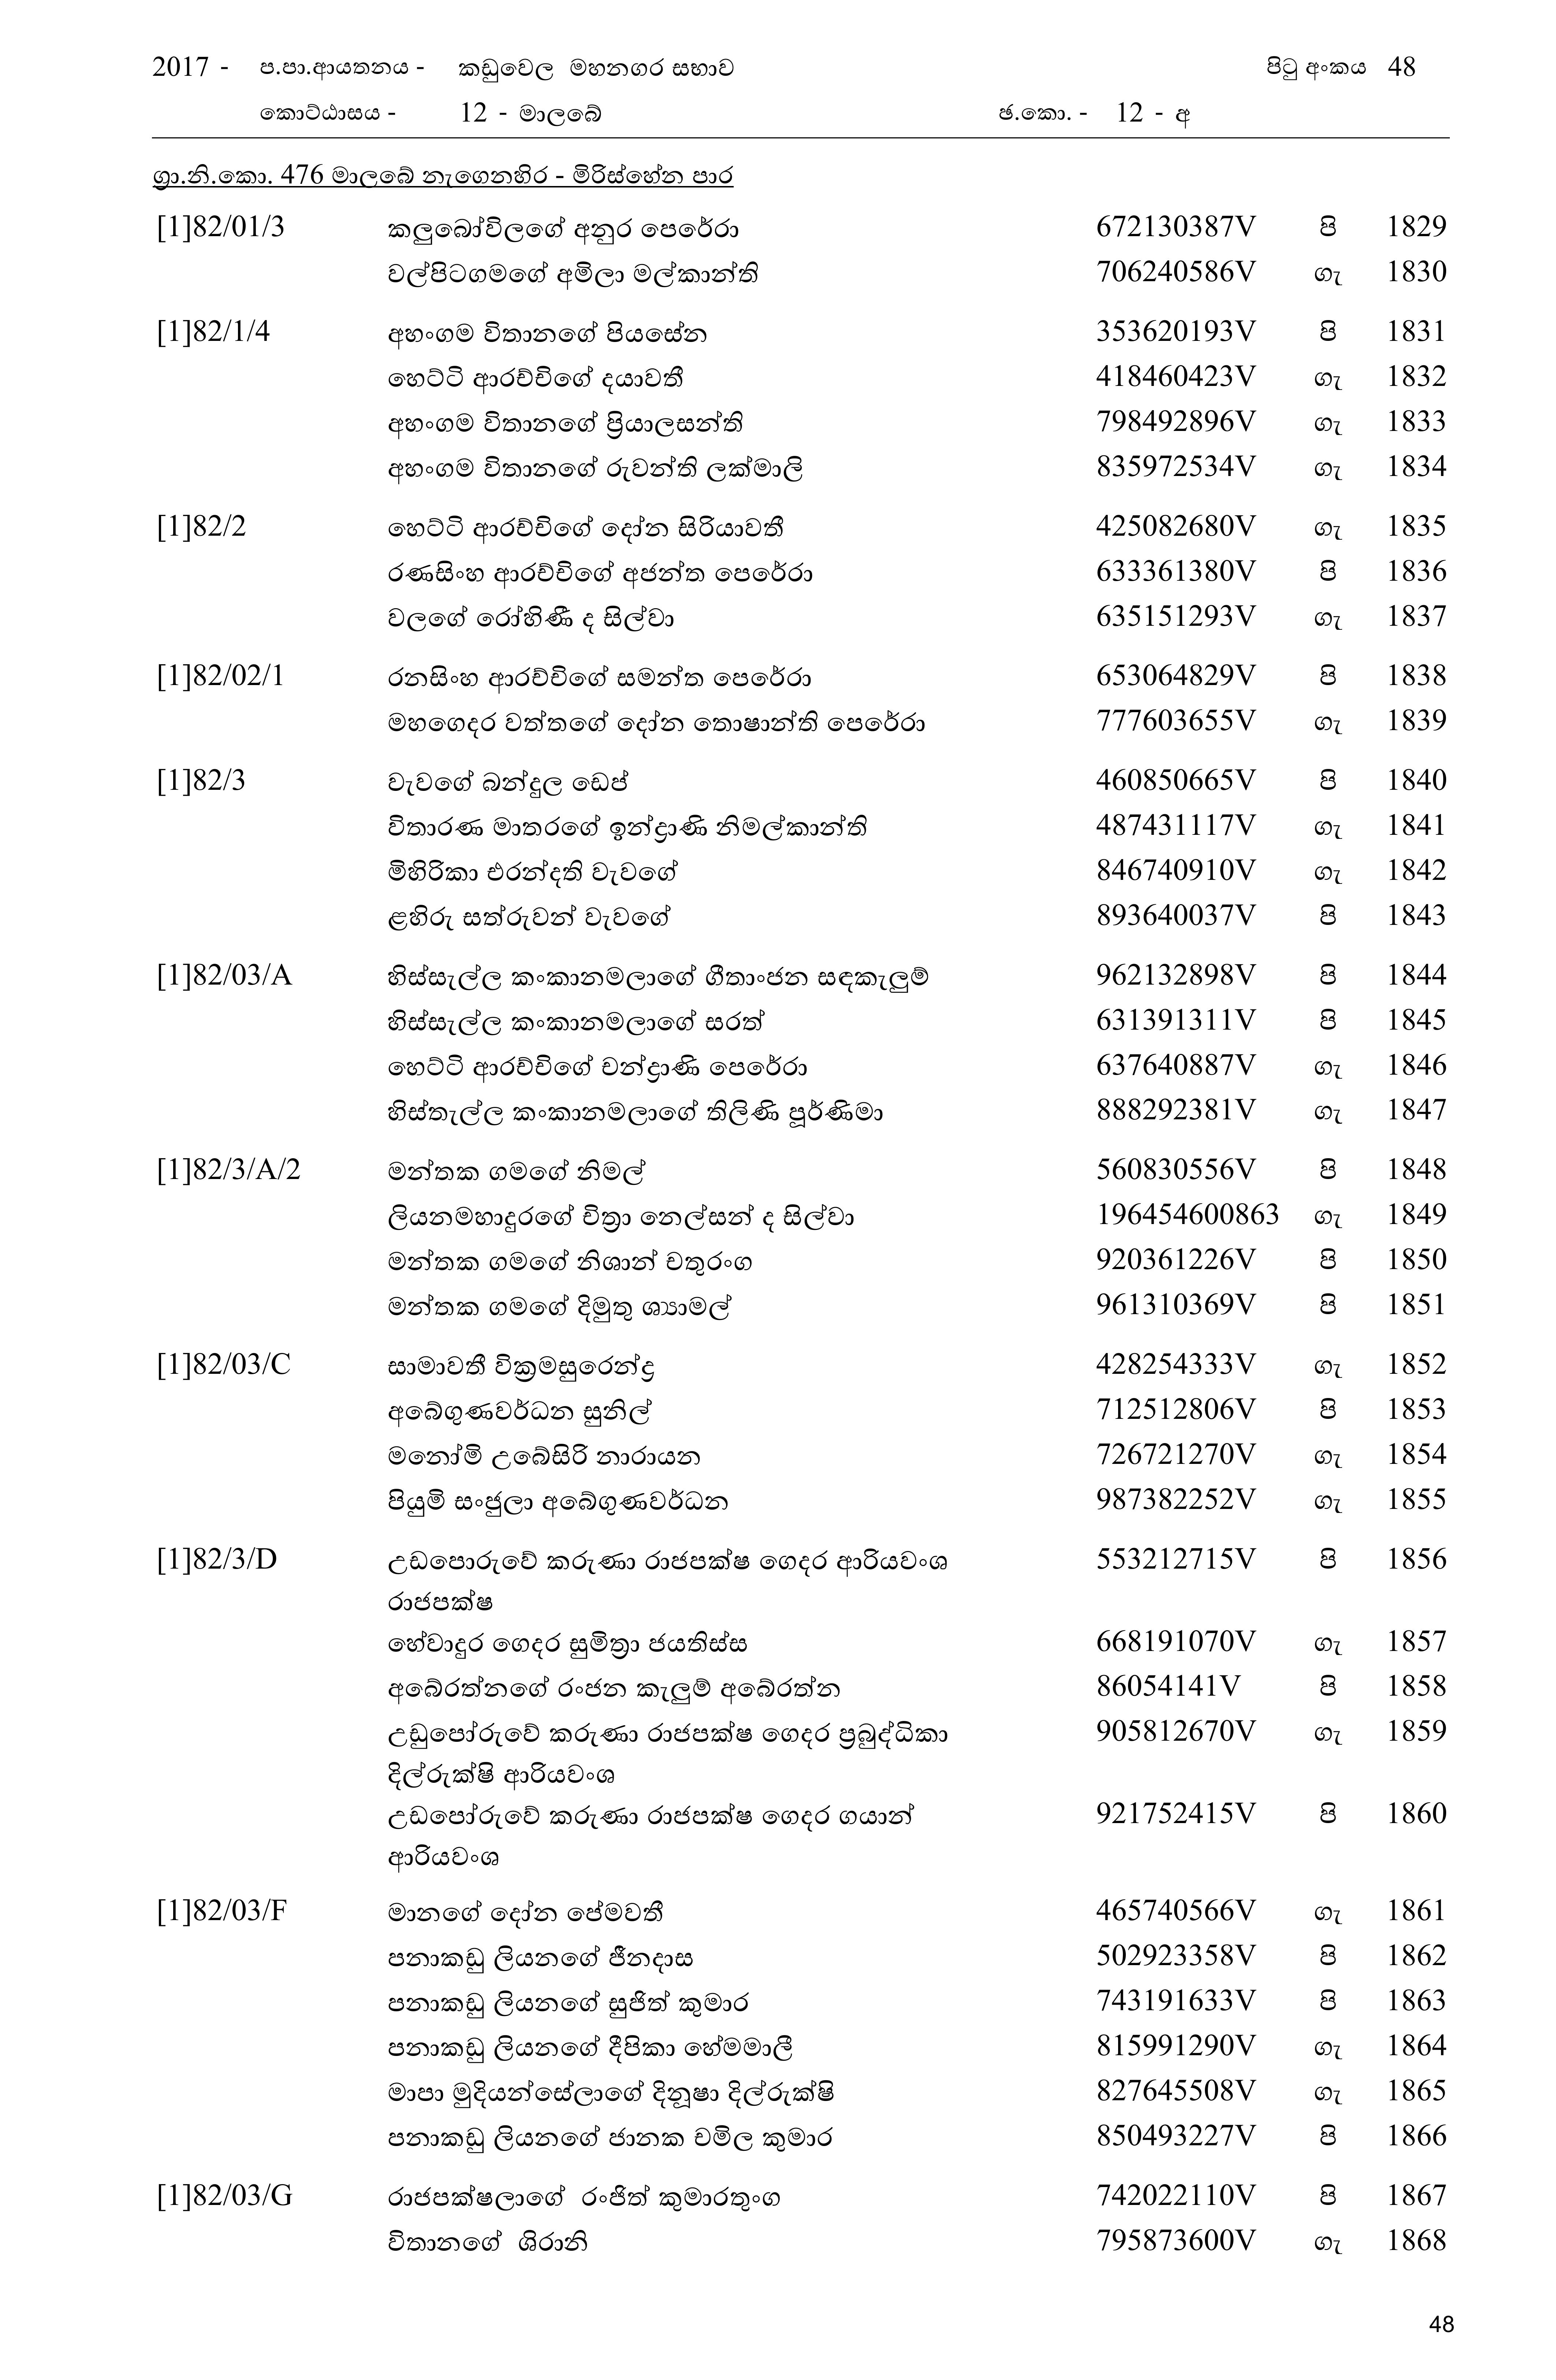 2017 - ප.පා.ආයතනය - කඩුවෙල මහනගර සභාව පිටු අංකය 48
කොට්ඨාසය - 12 - මාලබේ ඡ.කො. - 12 - අ
ග්‍රා.නි.කො. 476 මාලබේ නැගෙනහිර - මිරිස්හේන පාර
[1]82/01/3 කලුබෝවිලගේ අනුර පෙරේරා 672130387V පි 1829
වල්පිටගමගේ අමිලා මල්කාන්ති 706240586V ගැ 1830
[1]82/1/4 අහංගම විතානගේ පියසේන 353620193V පි 1831
හෙට්ටි ආරච්චිගේ දයාවතී 418460423V ගැ 1832
අහංගම විතානගේ ප්‍රියාලසන්ති 798492896V ගැ 1833
අහංගම විතානගේ රුවන්ති ලක්මාලි 835972534V ගැ 1834
[1]82/2 හෙට්ටි ආරච්චිගේ දෝන සිරියාවතී 425082680V ගැ 1835
රණසිංහ ආරච්චිගේ අජන්ත පෙරේරා 633361380V පි 1836
වලගේ රෝහිණී ද සිල්වා 635151293V ගැ 1837
[1]82/02/1 රනසිංහ ආරච්චිගේ සමන්ත පෙරේරා 653064829V පි 1838
මහගෙදර වත්තගේ දෝන තොෂාන්ති පෙරේරා 777603655V ගැ 1839
[1]82/3 වැවගේ බන්දුල ඩෙප් 460850665V පි 1840
විතාරණ මාතරගේ ඉන්ද්‍රාණි නිමල්කාන්ති 487431117V ගැ 1841
මිහිරිකා එරන්දති වැවගේ 846740910V ගැ 1842
ළහිරු සත්රුවන් වැවගේ 893640037V පි 1843
[1]82/03/A හිස්සැල්ල කංකානමලාගේ ගීතාංජන සඳකැලුම් 962132898V පි 1844
හිස්සැල්ල කංකානමලාගේ සරත් 631391311V පි 1845
හෙට්ටි ආරච්චිගේ චන්ද්‍රාණි පෙරේරා 637640887V ගැ 1846
හිස්තැල්ල කංකානමලාගේ තිලිණි පූර්ණිමා 888292381V ගැ 1847
[1]82/3/A/2 මන්තක ගමගේ නිමල් 560830556V පි 1848
ලියනමහාදුරගේ චිත්‍රා නෙල්සන් ද සිල්වා 196454600863 ගැ 1849
මන්තක ගමගේ නිශාන් චතුරංග 920361226V පි 1850
මන්තක ගමගේ දිමුතු ශ්‍යාමල් 961310369V පි 1851
[1]82/03/C සාමාවතී වික්‍රමසුරෙන්ද්‍ර 428254333V ගැ 1852
අබේගුණවර්ධන සුනිල් 712512806V පි 1853
මනෝමි උබේසිරි නාරායන 726721270V ගැ 1854
පියුමි සංජුලා අබේගුණවර්ධන 987382252V ගැ 1855
[1]82/3/D උඩපොරුවේ කරුණා රාජපක්ෂ ගෙදර ආරියවංශ 553212715V පි 1856
රාජපක්ෂ
හේවාදුර ගෙදර සුමිත්‍රා ජයතිස්ස 668191070V ගැ 1857
අබේරත්නගේ රංජන කැලුම් අබේරත්න 86054141V පි 1858
උඩුපෝරුවේ කරුණා රාජපක්ෂ ගෙදර ප්‍රබුද්ධිකා 905812670V ගැ 1859
දිල්රුක්ෂි ආරියවංශ
උඩපෝරුවේ කරුණා රාජපක්ෂ ගෙදර ගයාන් 921752415V පි 1860
ආරියවංශ
[1]82/03/F මානගේ දෝන පේමවතී 465740566V ගැ 1861
පනාකඩු ලියනගේ ජීනදාස 502923358V පි 1862
පනාකඩු ලියනගේ සුජිත් කුමාර 743191633V පි 1863
පනාකඩු ලියනගේ දීපිකා හේමමාලී 815991290V ගැ 1864
මාපා මුදියන්සේලාගේ දිනූෂා දිල්රුක්ෂි 827645508V ගැ 1865
පනාකඩු ලියනගේ ජානක චමිල කුමාර 850493227V පි 1866
[1]82/03/G රාජපක්ෂලාගේ රංජිත් කුමාරතුංග 742022110V පි 1867
විතානගේ ශිරානි 795873600V ගැ 1868
48